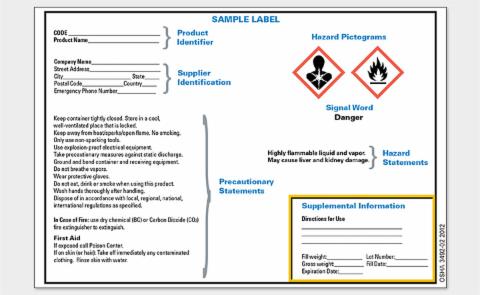 SAMPLE LABEL
CODE
Product Name
Product
Identifier
Company Name
Street Address
City State
Postal Code Country
Emergency Phone Number
Supplier
Identification
Hazard Pictograms
Signal Word
Danger
Keep container tightly closed. Store in a cool,
well-ventilated place that is locked.
Keep away from heat/sparks/open flame. No smoking.
Only use non-sparking tools.
Use explosion-proof electrical equipment.
Take precautionary measures against static discharge.
Ground and bond container and receiving equipment.
Do not breathe vapors.
Wear protective gloves.
Do not eat, drink or smoke when using this product.
Wash hands thoroughly after handling.
Dispose of in accordance with local, regional, national,
international regulations as specified.
In Case of Fire: use dry chemical (BC) or Carbon Dioxide (CO₂)
fire extinguisher to extinguish.
First Aid
If exposed call Poison Center.
If on skin (or hair): Take off immediately any contaminated
clothing. Rinse skin with water.
Precautionary
Statements
Highly flammable liquid and vapor.
May cause liver and kidney damage.
Hazard
Statements
Supplemental Information
Directions for Use
Fill weight: Lot Number:
Gross weight: Fill Date:
Expiration Date:
OSHA 3492-02 2012